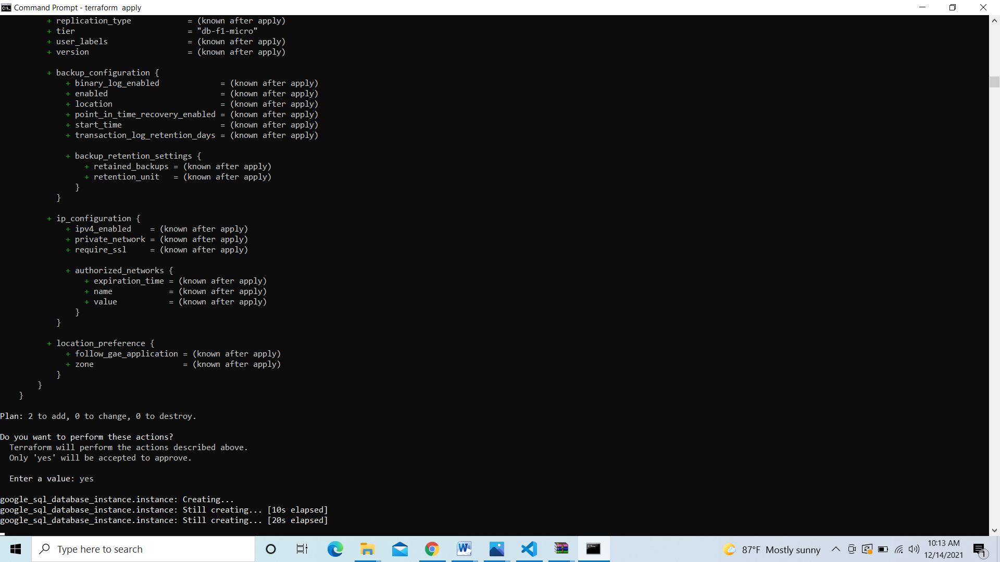 Command Prompt - terraform  apply
          + replication_type            = (known after apply)
          + tier                        = "db-f1-micro"
          + user_labels                 = (known after apply)
          + version                     = (known after apply)

          + backup_configuration {
              + binary_log_enabled             = (known after apply)
              + enabled                        = (known after apply)
              + location                       = (known after apply)
              + point_in_time_recovery_enabled = (known after apply)
              + start_time                     = (known after apply)
              + transaction_log_retention_days = (known after apply)

              + backup_retention_settings {
                  + retained_backups = (known after apply)
                  + retention_unit   = (known after apply)
                }
            }

          + ip_configuration {
              + ipv4_enabled    = (known after apply)
              + private_network = (known after apply)
              + require_ssl     = (known after apply)

              + authorized_networks {
                  + expiration_time = (known after apply)
                  + name            = (known after apply)
                  + value           = (known after apply)
                }
            }

          + location_preference {
              + follow_gae_application = (known after apply)
              + zone                   = (known after apply)
            }
        }
    }

Plan: 2 to add, 0 to change, 0 to destroy.

Do you want to perform these actions?
  Terraform will perform the actions described above.
  Only 'yes' will be accepted to approve.

  Enter a value: yes

google_sql_database_instance.instance: Creating...
google_sql_database_instance.instance: Still creating... [10s elapsed]
google_sql_database_instance.instance: Still creating... [20s elapsed]
Type here to search
87°F Mostly sunny
10:13 AM
12/14/2021
1